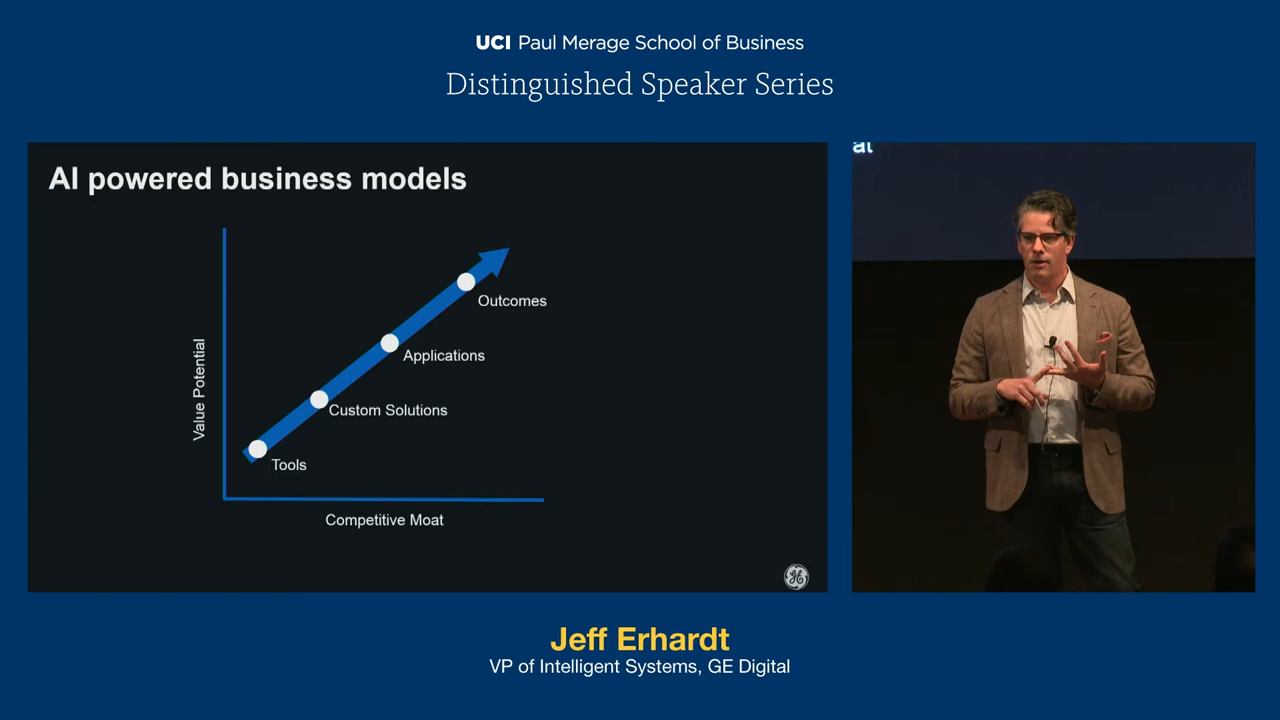 UCI Paul Merage School of Business
Distinguished Speaker Series
AI powered business models
Value Potential
Outcomes
Applications
Custom Solutions
Tools
Competitive Moat
GE
at
Jeff Erhardt
VP of Intelligent Systems, GE Digital